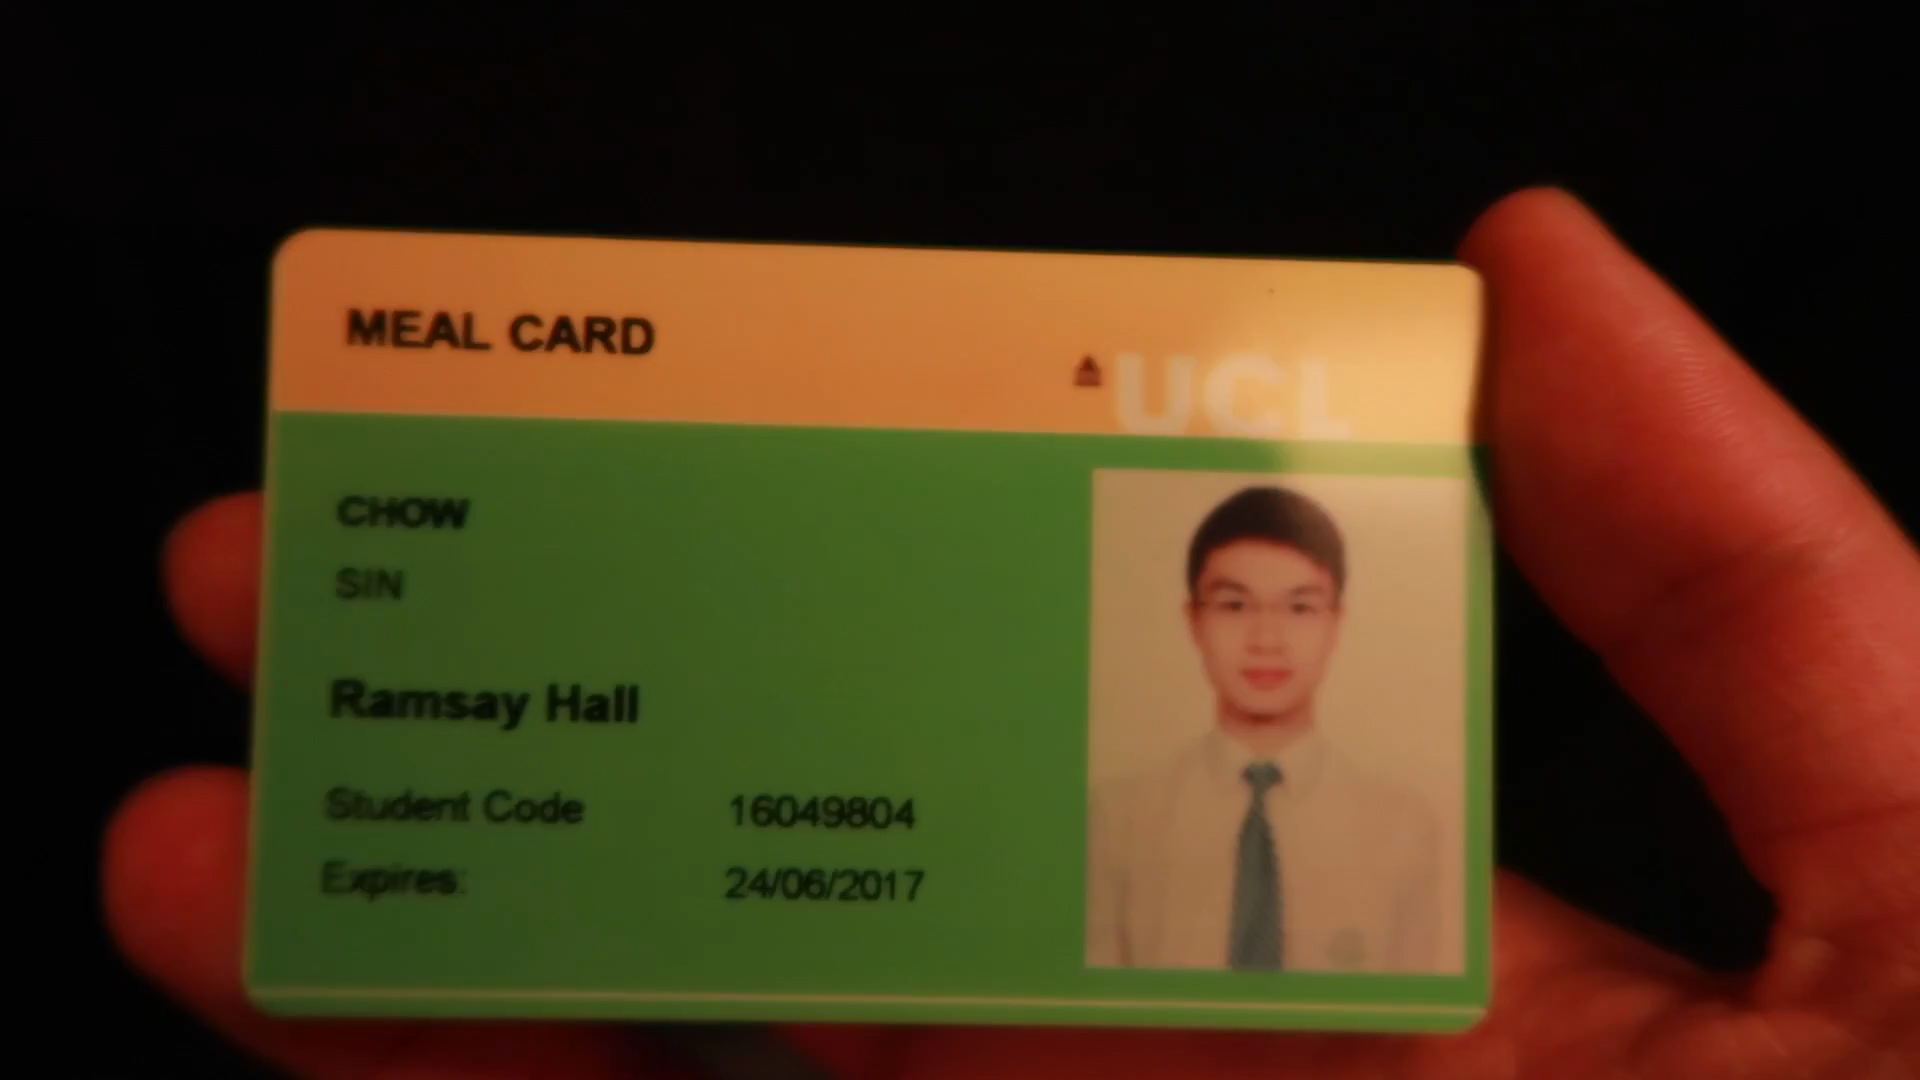 MEAL CARD
UCL
CHOW
SIN
Ramsay Hall
Student Code 16049804
Expires: 24/06/2017